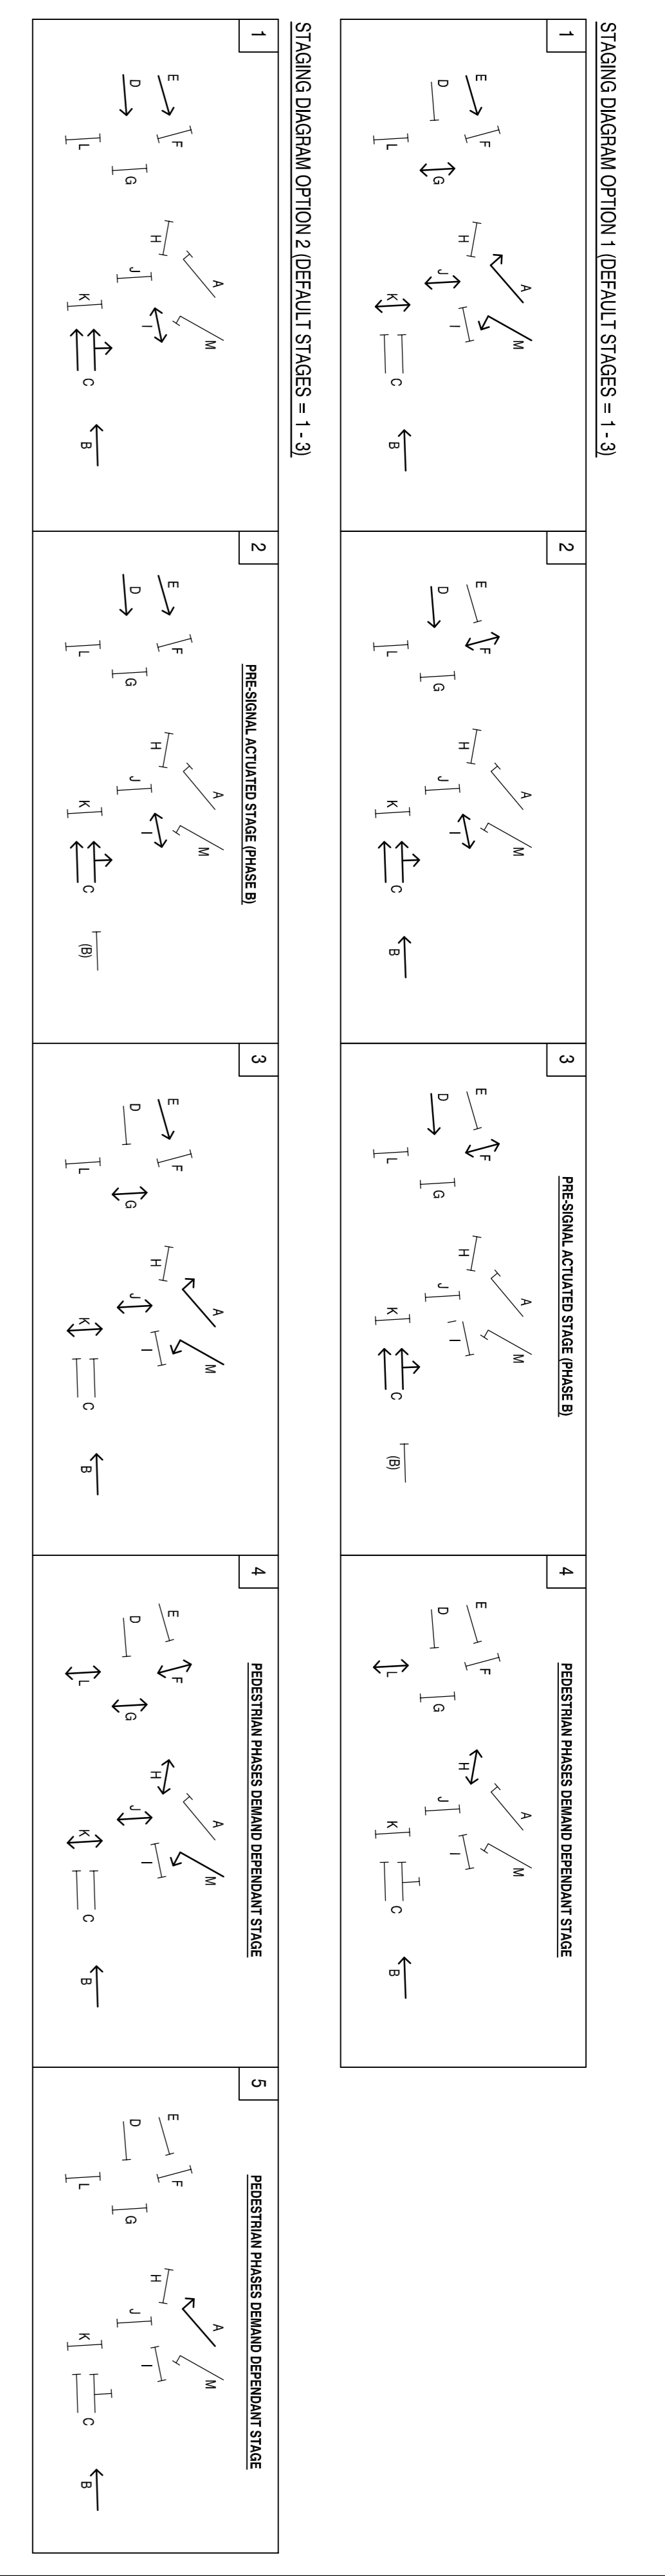 STAGING DIAGRAM OPTION 1 (DEFAULT STAGES = 1 - 3)
1
E
D
F
L
G
H
A
J
K
I
M
C
B
2
E
D
F
L
G
H
A
J
K
I
M
C
B
3
PRE-SIGNAL ACTUATED STAGE (PHASE B)
E
D
F
L
G
H
A
J
K
I
M
C
(B)
4
PEDESTRIAN PHASES DEMAND DEPENDANT STAGE
E
D
F
L
G
H
A
J
K
I
M
C
B
STAGING DIAGRAM OPTION 2 (DEFAULT STAGES = 1 - 3)
1
E
D
F
L
G
H
A
J
K
I
M
C
B
2
PRE-SIGNAL ACTUATED STAGE (PHASE B)
E
D
F
L
G
H
A
J
K
I
M
C
(B)
3
E
D
F
L
G
H
A
J
K
I
M
C
B
4
PEDESTRIAN PHASES DEMAND DEPENDANT STAGE
E
D
F
L
G
H
A
J
K
I
M
C
B
5
PEDESTRIAN PHASES DEMAND DEPENDANT STAGE
E
D
F
L
G
H
A
J
K
I
M
C
B